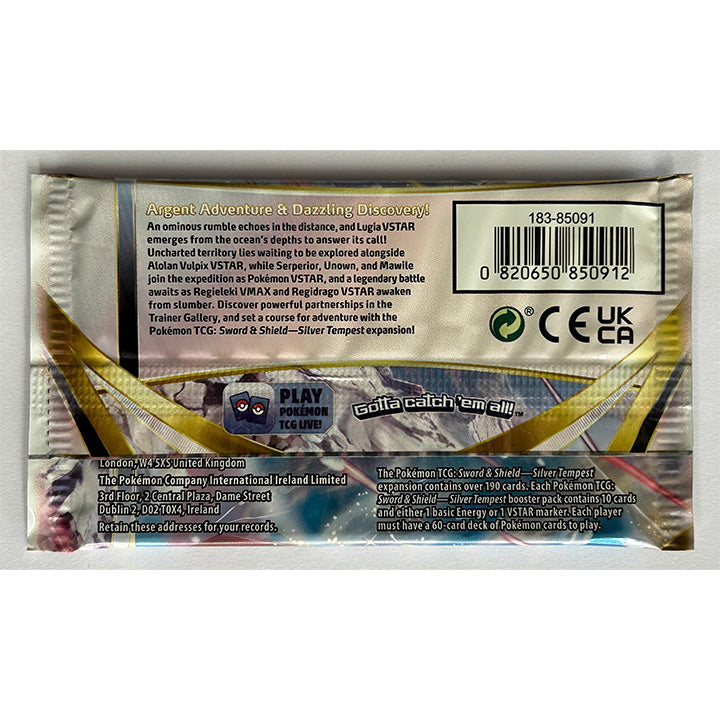 Argent Adventure & Dazzling Discovery!
An ominous rumble echoes in the distance, and Lugia VSTAR
emerges from the ocean's depths to answer its call!
Uncharted territory lies waiting to be explored alongside
Alolan Vulpix VSTAR, while Serperior, Unown, and Mawile
join the expedition as Pokémon VSTAR, and a legendary battle
awaits as Regieleki VMAX and Regidrago VSTAR awaken
from slumber. Discover powerful partnerships in the
Trainer Gallery, and set a course for adventure with the
Pokémon TCG: Sword & Shield—Silver Tempest expansion!
183-85091
0 820650 850912
® CE UK
CA
PLAY
POKÉMON
TCG LIVE!
Gotta catch 'em all!™
London, W4 5XS United Kingdom
The Pokémon Company International Ireland Limited
3rd Floor, 2 Central Plaza, Dame Street
Dublin 2, D02 T0X4, Ireland
Retain these addresses for your records.
The Pokémon TCG: Sword & Shield—Silver Tempest
expansion contains over 190 cards. Each Pokémon TCG:
Sword & Shield—Silver Tempest booster pack contains 10 cards
and either 1 basic Energy or 1 VSTAR marker. Each player
must have a 60-card deck of Pokémon cards to play.